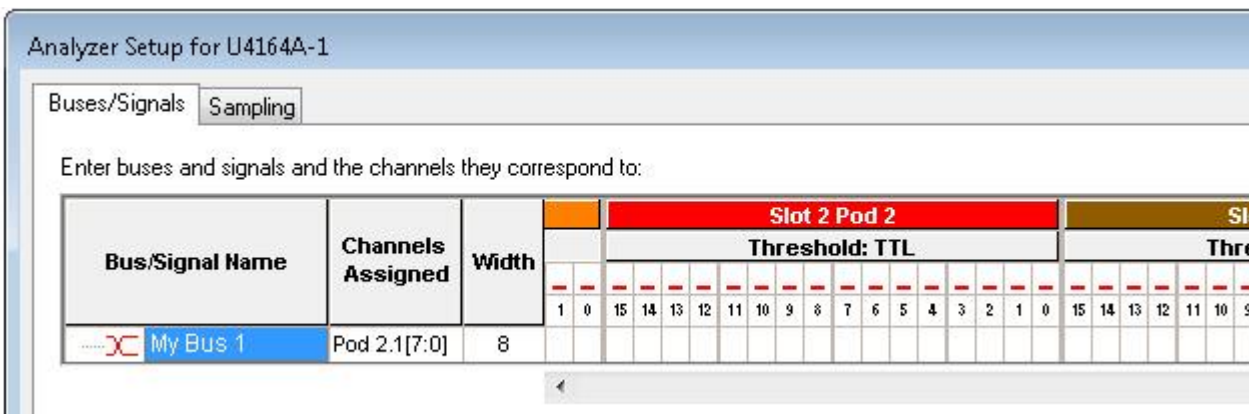 Analyzer Setup for U4164A-1
Buses/Signals Sampling
Enter buses and signals and the channels they correspond to:
Bus/Signal Name Channels Assigned Width
Slot 2 Pod 2
Threshold: TTL
1 0 15 14 13 12 11 10 9 8 7 6 5 4 3 2 1 0 15 14 13 12 11 10
My Bus 1 Pod 2.1[7:0] 8